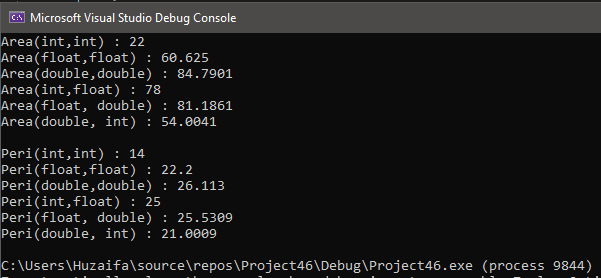 Microsoft Visual Studio Debug Console
Area(int,int) : 22
Area(float,float) : 60.625
Area(double,double) : 84.7901
Area(int,float) : 78
Area(float, double) : 81.1861
Area(double, int) : 54.0041
Peri(int,int) : 14
Peri(float,float) : 22.2
Peri(double,double) : 26.113
Peri(int,float) : 25
Peri(float, double) : 25.5309
Peri(double, int) : 21.0009
C:\Users\Huzaifa\source\repos\Project46\Debug\Project46.exe (process 9844)